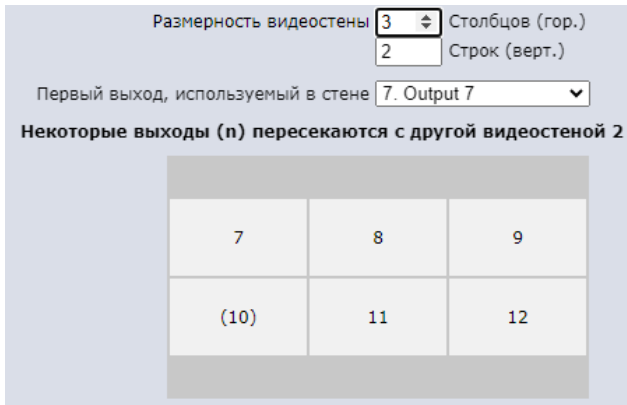 Размерность видеостены 3 Столбцов (гор.)
2 Строк (верт.)
Первый выход, используемый в стене 7. Output 7
Некоторые выходы (n) пересекаются с другой видеостеной 2
7 8 9
(10) 11 12